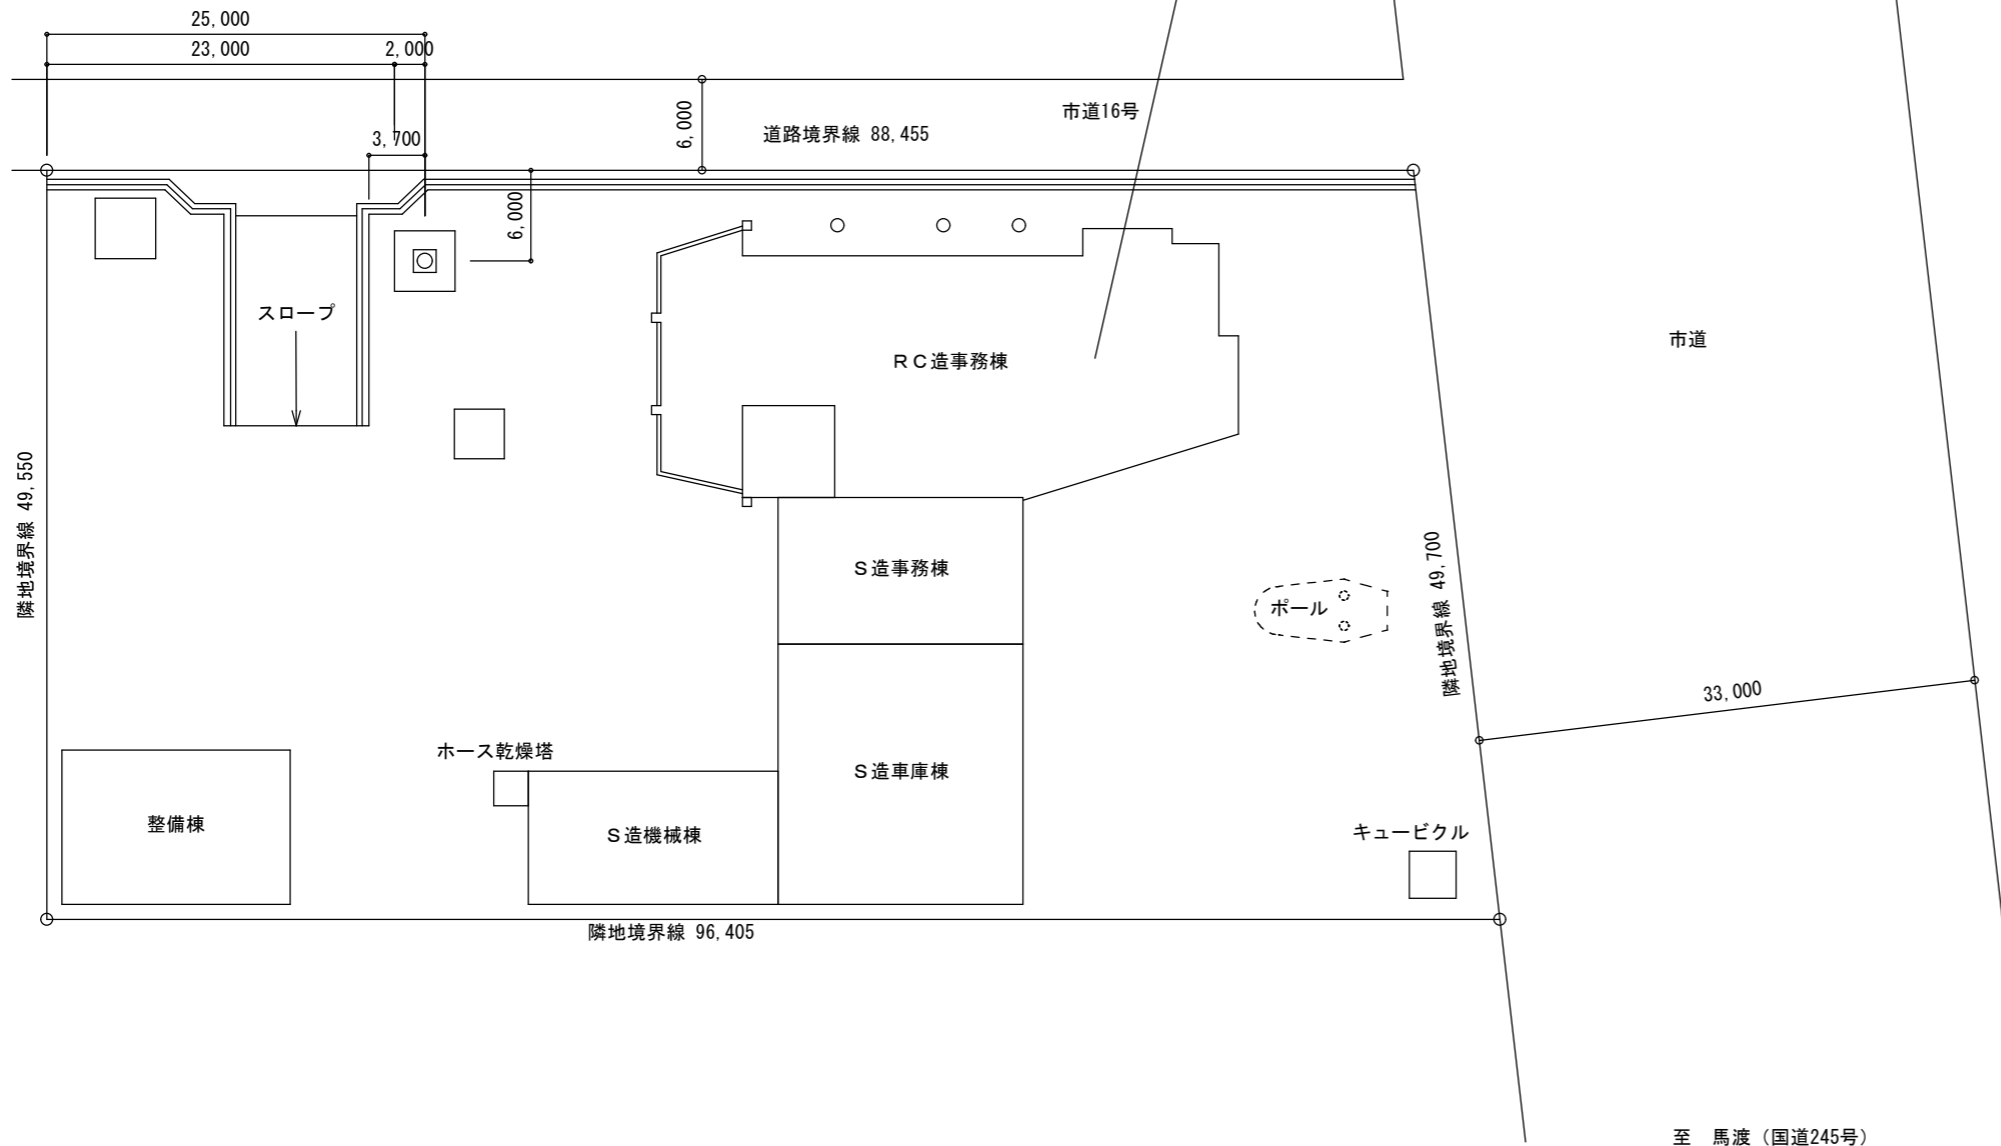 25,000
23,000
2,000
3,700
6,000
市道16号
道路境界線 88,455
6,000
スロープ
市道
RC造事務棟
隣地境界線 49,550
S造事務棟
ポール
隣地境界線 49,700
33,000
ホース乾燥塔
S造車庫棟
整備棟
S造機械棟
キュービクル
隣地境界線 96,405
至 馬渡（国道245号）